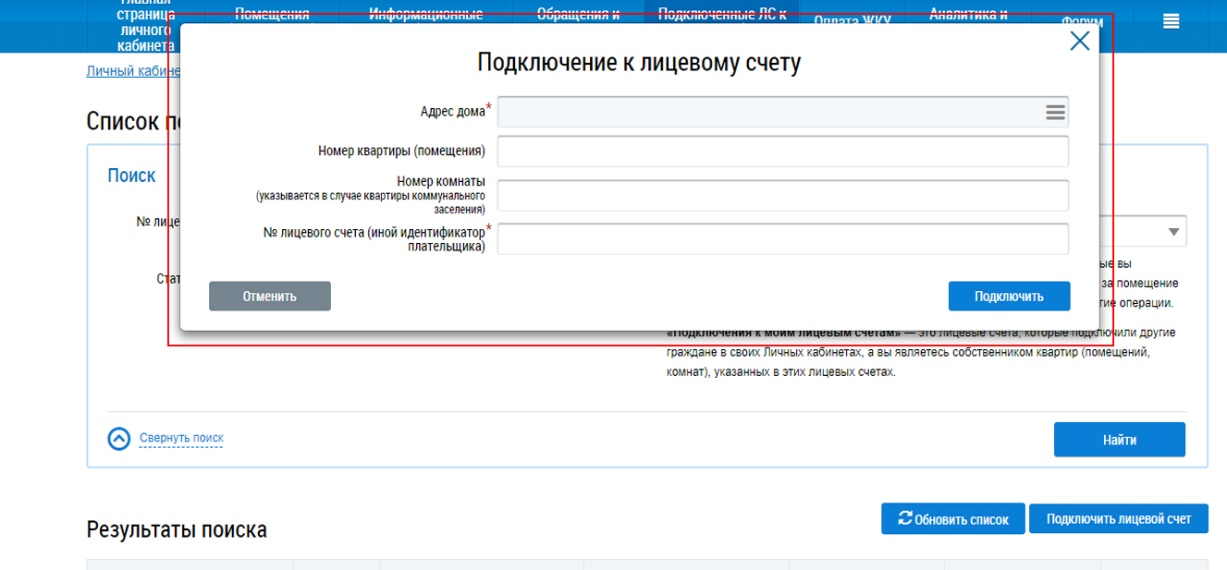 Главная
страница
личного
кабинета
Помещения
Информационные
Обращения и
Подключенные ЛС к
Оплата ЖКУ
Аналитика и
Форум
Личный кабине
Подключение к лицевому счету
Список п
Адрес дома*
Номер квартиры (помещения)
Поиск
Номер комнаты
(указывается в случае квартиры коммунального
заселения)
№ лице
№ лицевого счета (иной идентификатор*
плательщика)
ые вы
Стат
за помещение
Отменить
Подключить
гие операции.
«Подключения к моим лицевым счетам» — это лицевые счета, которые подключили другие
граждане в своих Личных кабинетах, а вы являетесь собственником квартир (помещений,
комнат), указанных в этих лицевых счетах.
Свернуть поиск
Найти
Результаты поиска
Обновить список
Подключить лицевой счет